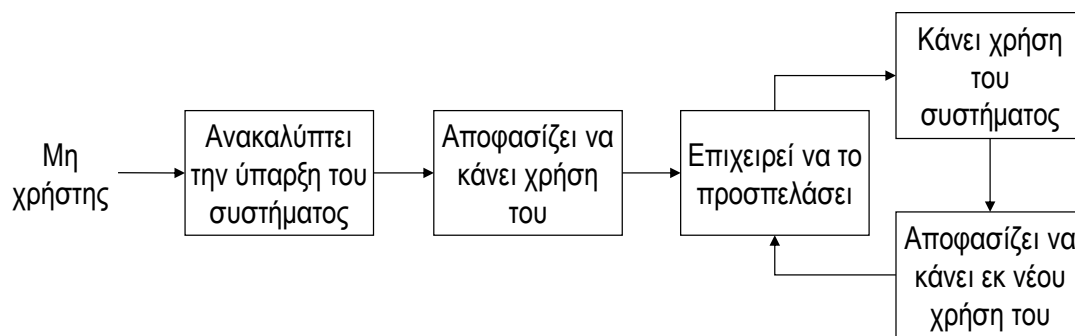 Μη
χρήστης
Ανακαλύπτει
την ύπαρξη του
συστήματος
Αποφασίζει να
κάνει χρήση
του
Επιχειρεί να το
προσπελάσει
Κάνει χρήση
του
συστήματος
Αποφασίζει να
κάνει εκ νέου
χρήση του